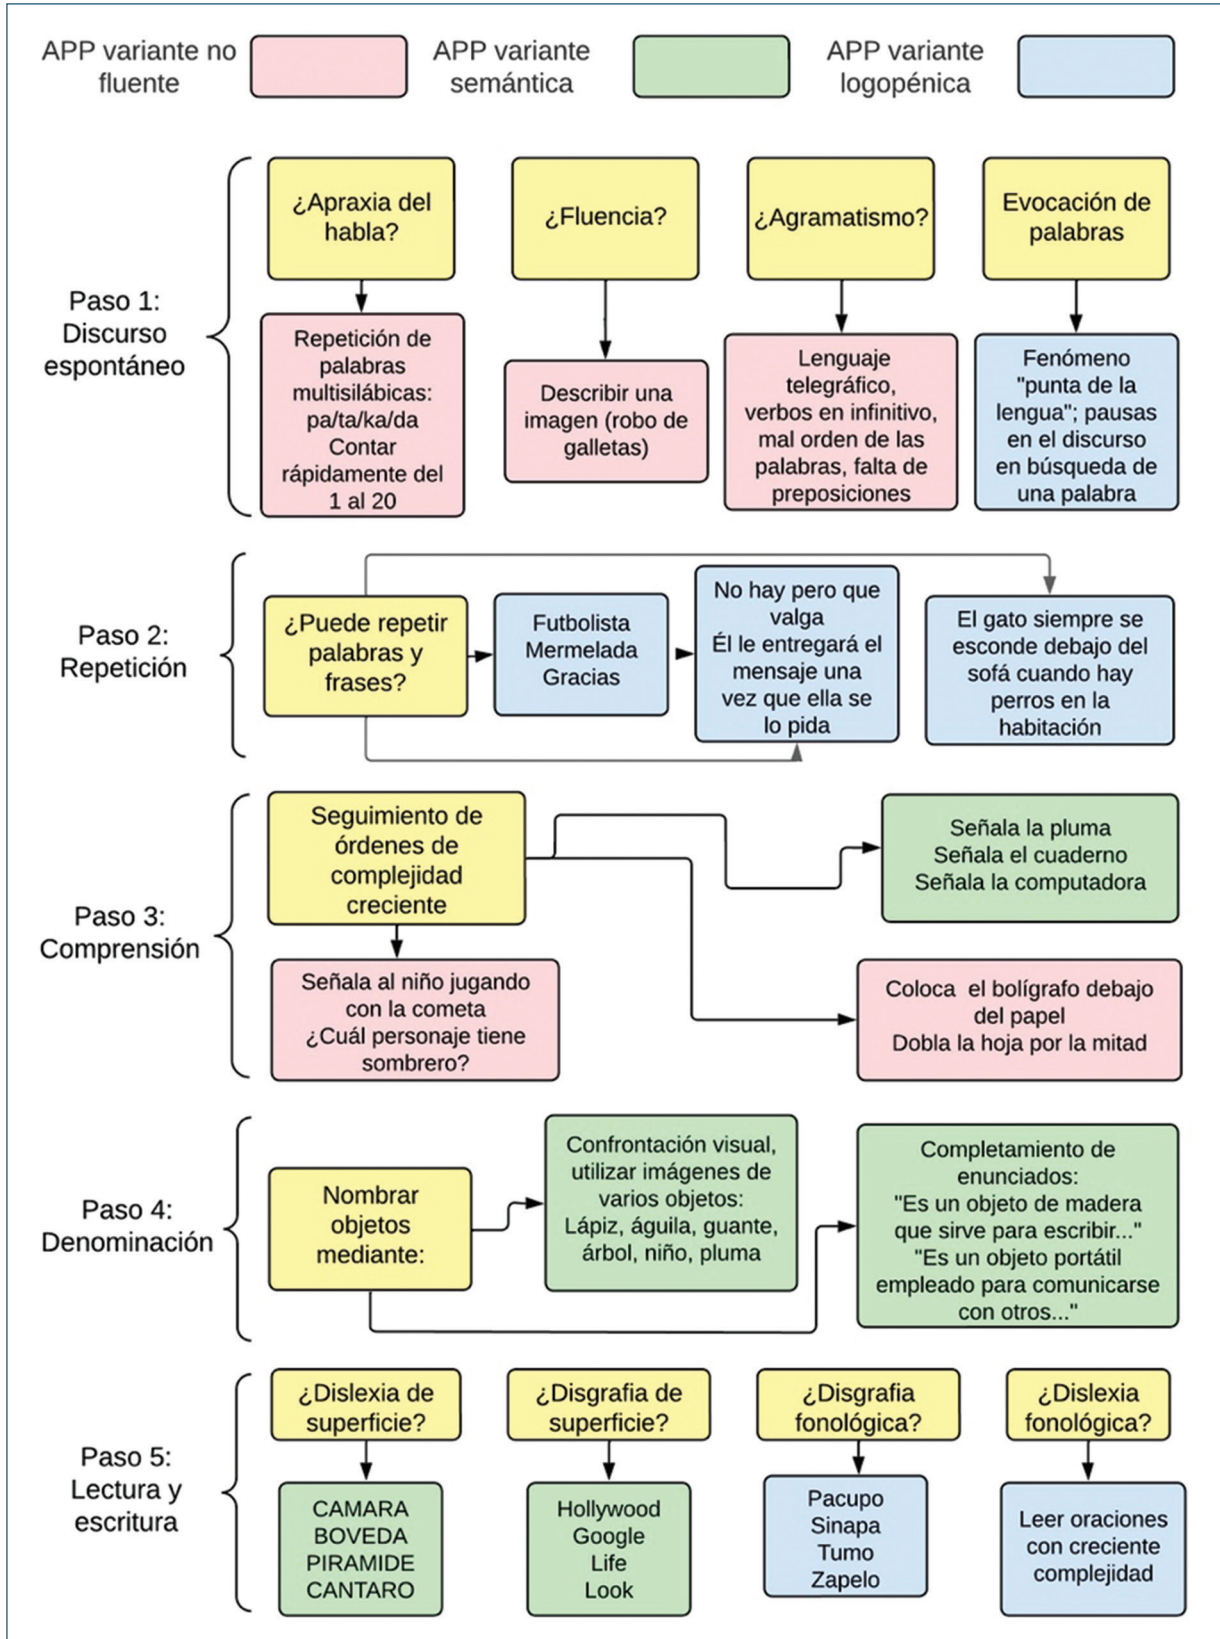 APP variante no
fluente
APP variante
semántica
APP variante
logopénica
Paso 1:
Discurso
espontáneo
¿Apraxia del
habla?
¿Fluencia?
¿Agramatismo?
Evocación de
palabras
Repetición de
palabras
multisilábicas:
pa/ta/ka/da
Contar
rápidamente del
1 al 20
Describir una
imagen (robo de
galletas)
Lenguaje
telegráfico,
verbos en infinitivo,
mal orden de las
palabras, falta de
preposiciones
Fenómeno
"punta de la
lengua"; pausas
en el discurso
en búsqueda de
una palabra
Paso 2:
Repetición
¿Puede repetir
palabras y
frases?
Futbolista
Mermelada
Gracias
No hay pero que
valga
Él le entregará el
mensaje una
vez que ella se
lo pida
El gato siempre se
esconde debajo del
sofá cuando hay
perros en la
habitación
Paso 3:
Comprensión
Seguimiento de
órdenes de
complejidad
creciente
Señala la pluma
Señala el cuaderno
Señala la computadora
Señala al niño jugando
con la cometa
¿Cuál personaje tiene
sombrero?
Coloca el bolígrafo debajo
del papel
Dobla la hoja por la mitad
Paso 4:
Denominación
Nombrar
objetos
mediante:
Confrontación visual,
utilizar imágenes de
varios objetos:
Lápiz, águila, guante,
árbol, niño, pluma
Completamiento de
enunciados:
"Es un objeto de madera
que sirve para escribir..."
"Es un objeto portátil
empleado para comunicarse
con otros..."
Paso 5:
Lectura y
escritura
¿Dislexia de
superficie?
¿Disgrafia de
superficie?
¿Disgrafia
fonológica?
¿Dislexia
fonológica?
CAMARA
BOVEDA
PIRAMIDE
CANTARO
Hollywood
Google
Life
Look
Pacupo
Sinapa
Tumo
Zapelo
Leer oraciones
con creciente
complejidad